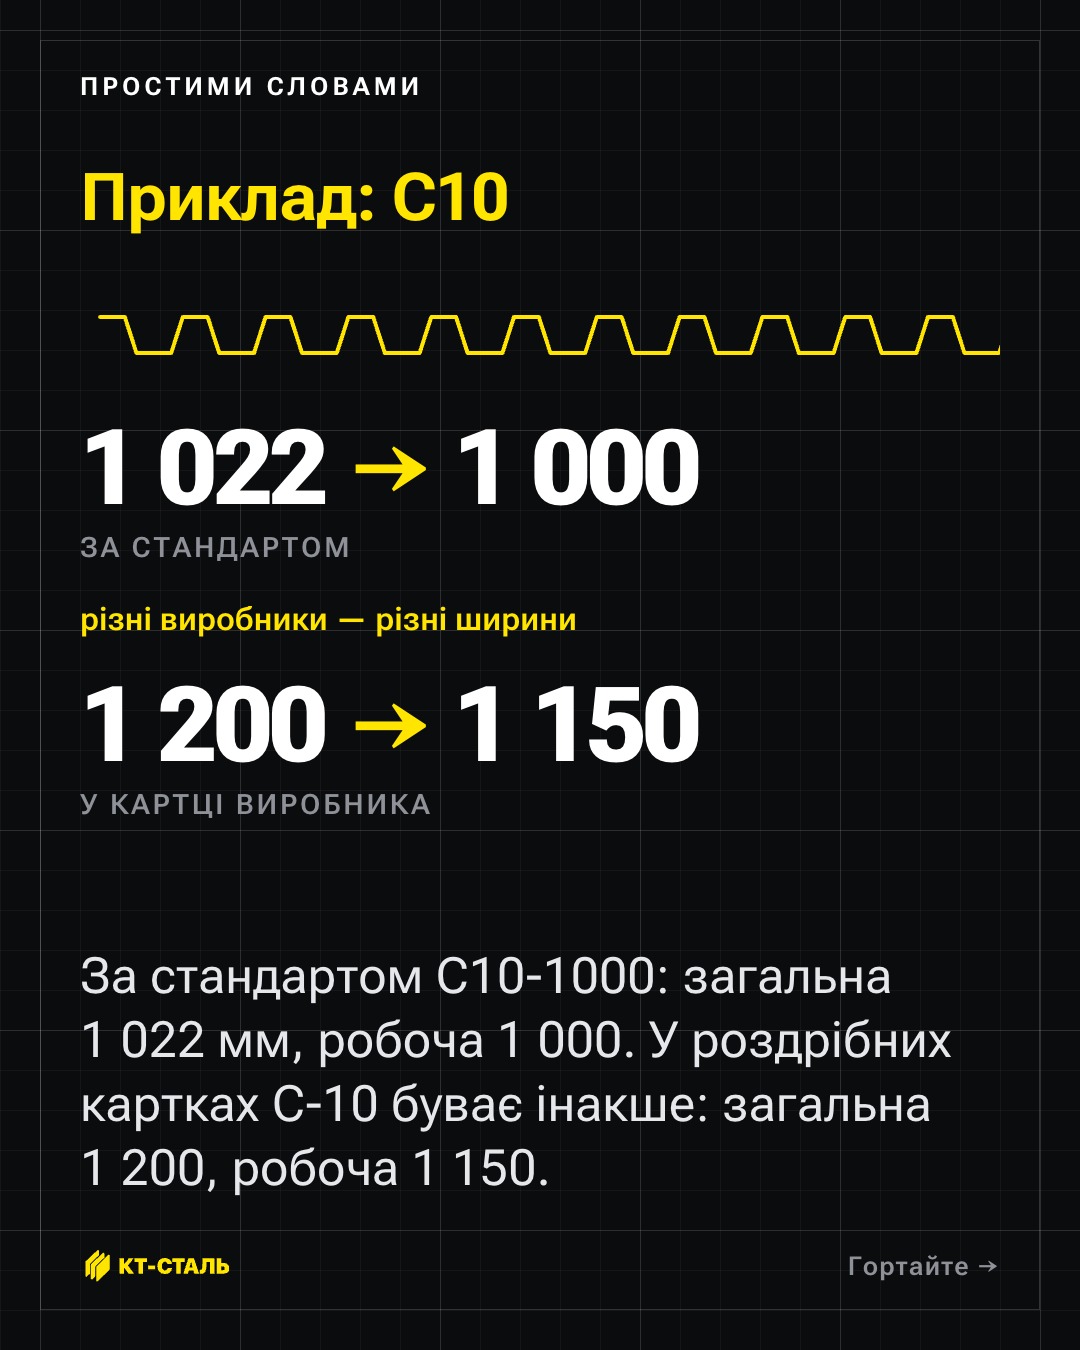 ПРОСТИМИ СЛОВАМИ
Приклад: С10
1 022 → 1 000
ЗА СТАНДАРТОМ
різні виробники — різні ширини
1 200 → 1 150
У КАРТЦІ ВИРОБНИКА
За стандартом С10-1000: загальна
1 022 мм, робоча 1 000. У роздрібних
картках С-10 буває інакше: загальна
1 200, робоча 1 150.
КТ-СТАЛЬ
Гортайте →